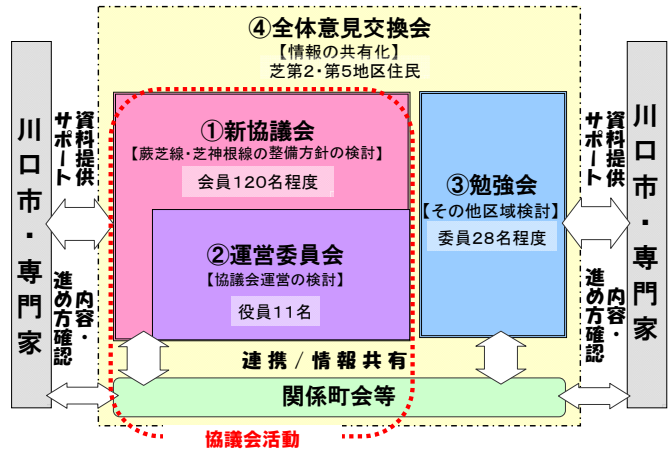 ④全体意見交換会
【情報の共有化】
芝第2・第5地区住民
川口市・専門家
資料提供
サポート
内容・
進め方確認
①新協議会
【蕨芝線・芝神根線の整備方針の検討】
会員120名程度
②運営委員会
【協議会運営の検討】
役員11名
③勉強会
【その他区域検討】
委員28名程度
資料提供
サポート
内容・
進め方確認
川口市・専門家
連携/情報共有
関係町会等
協議会活動